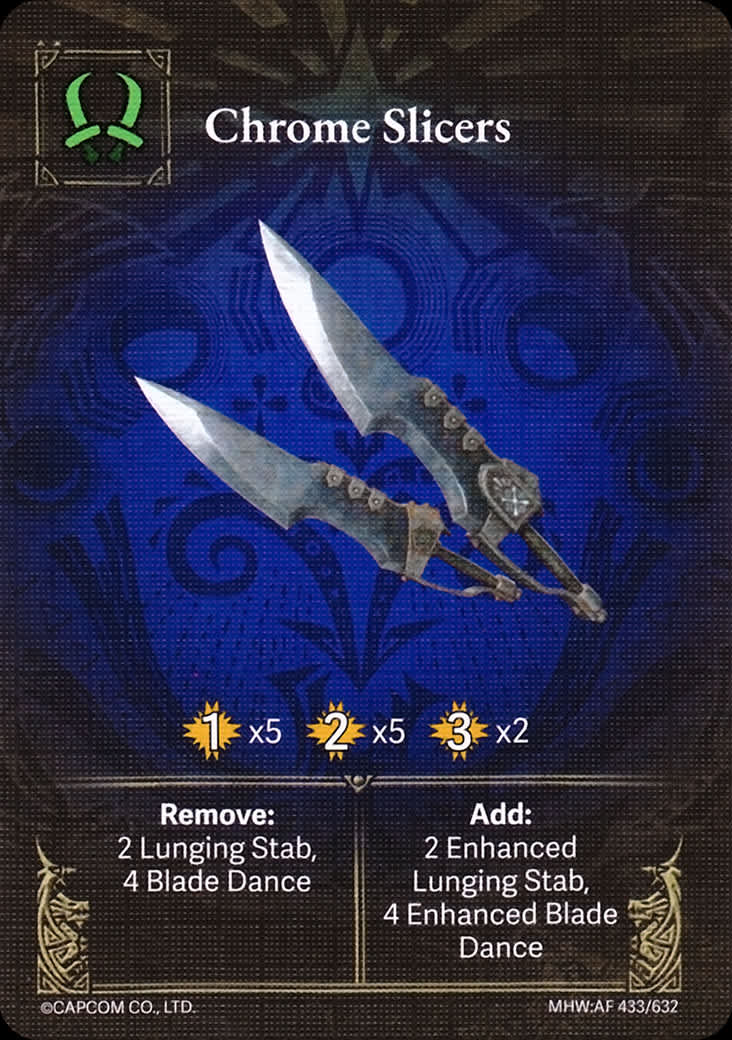 Chrome Slicers
1 x5 2 x5 3 x2
Remove:
2 Lunging Stab,
4 Blade Dance
Add:
2 Enhanced
Lunging Stab,
4 Enhanced Blade
Dance
©CAPCOM CO., LTD.
MHW:AF 433/632